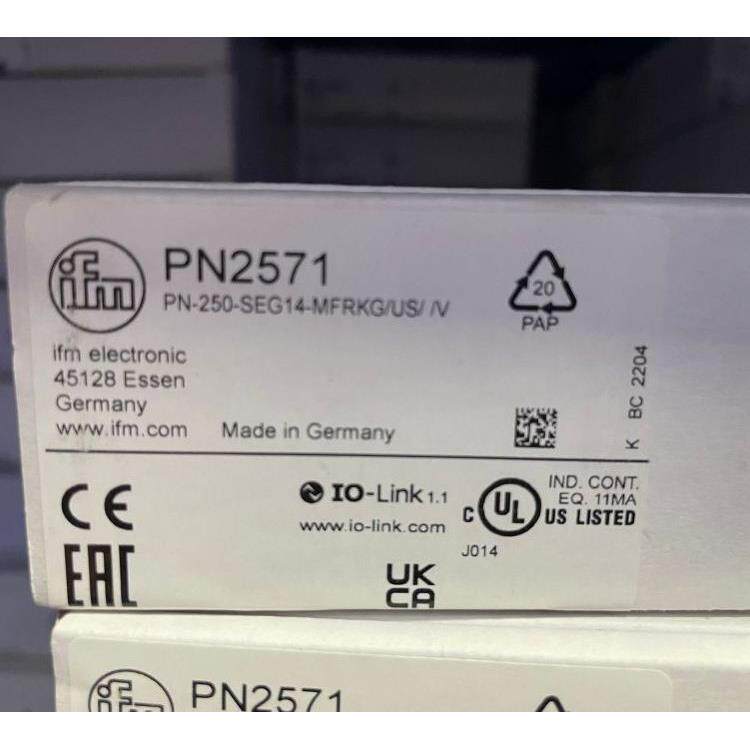 ifm
PN2571
PN-250-SEG14-MFRKG/US/ /V
20
PAP
ifm electronic
45128 Essen
Germany
www.ifm.com
Made in Germany
K BC 2204
CE
IO-Link 1.1
www.io-link.com
C UL US LISTED
IND. CONT.
EQ. 11MA
J014
EAC
UK
CA
ifm
PN2571